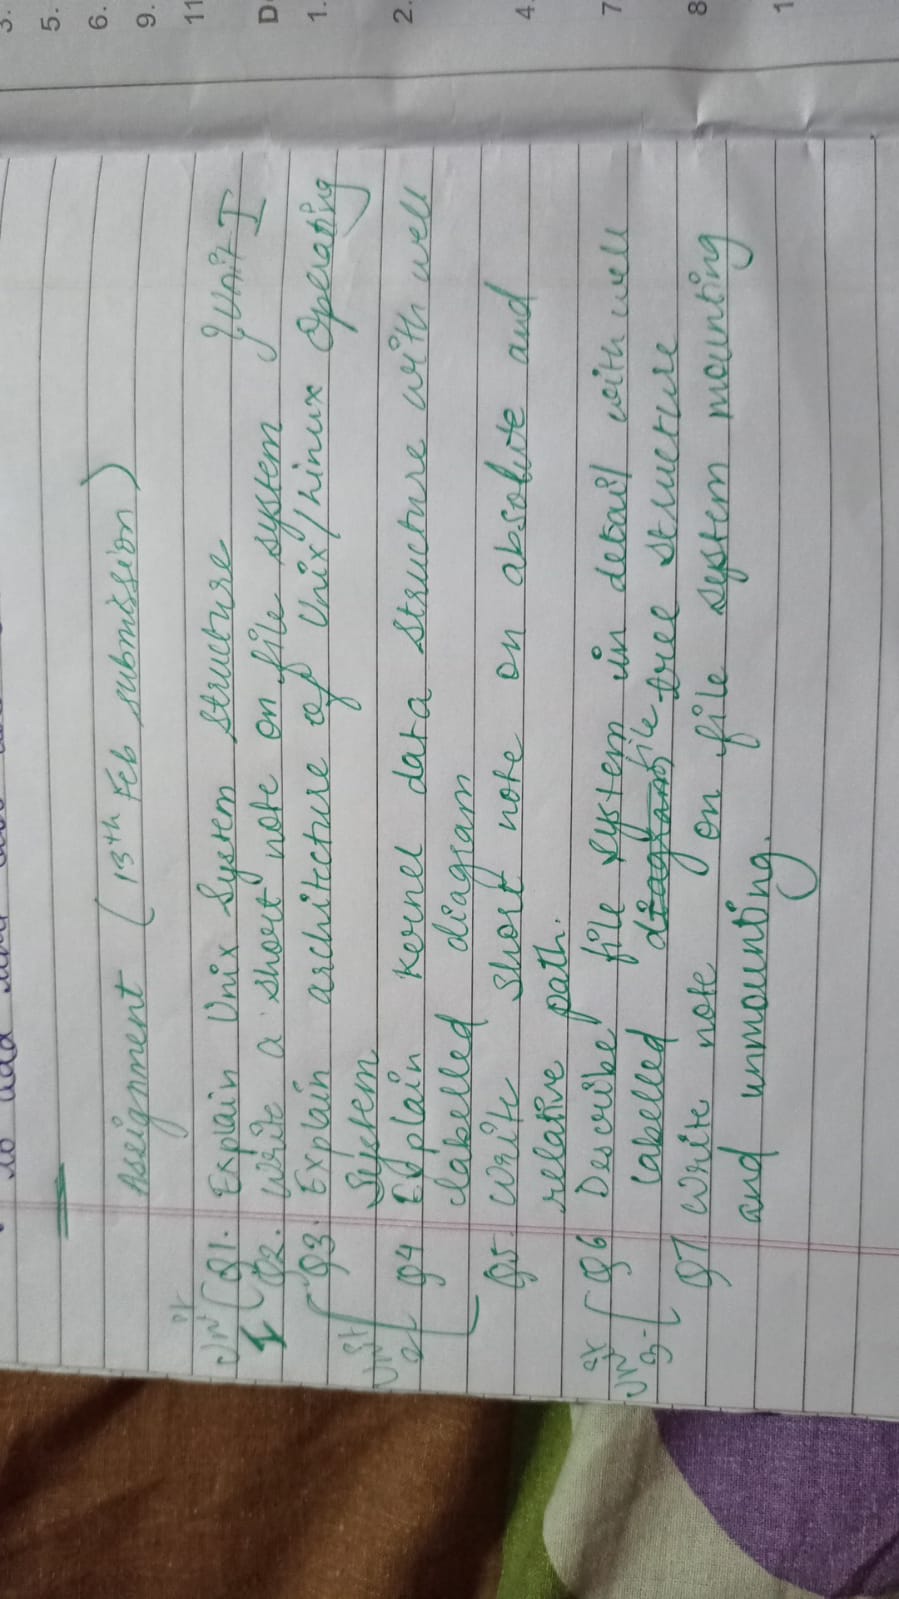 to add
Assignment (13th Feb submission)
Unit I Q1. Explain Unix System structure } Unit I
Q2. Write a short note on file system
Unit 2 Q3. Explain architecture of Unix/Linux Operating
System
Q4 Explain Kernel data structure with well
labelled diagram
Q5 Write short note on absolute and
relative path.
Unit 3 Q6 Describe file system in detail with well
labelled file tree structure
Q7 Write note on file system mounting
and unmounting.
3.
5.
6.
9.
11
D
1.
2.
4.
7
8
1